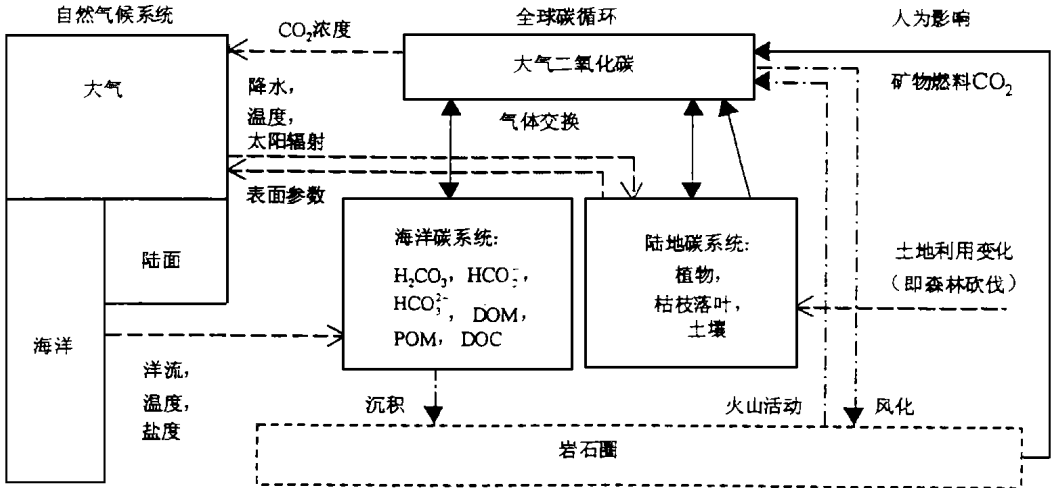 自然气候系统
全球碳循环
人为影响
CO₂浓度
大气二氧化碳
大气
降水，
温度，
太阳辐射
气体交换
矿物燃料CO₂
表面参数
海洋碳系统:
H₂CO₃, HCO₃⁻,
HCO₃²⁻, DOM,
POM, DOC
陆地碳系统:
植物,
枯枝落叶,
土壤
土地利用变化
（即森林砍伐）
陆面
海洋
洋流,
温度,
盐度
沉积
火山活动
风化
岩石圈